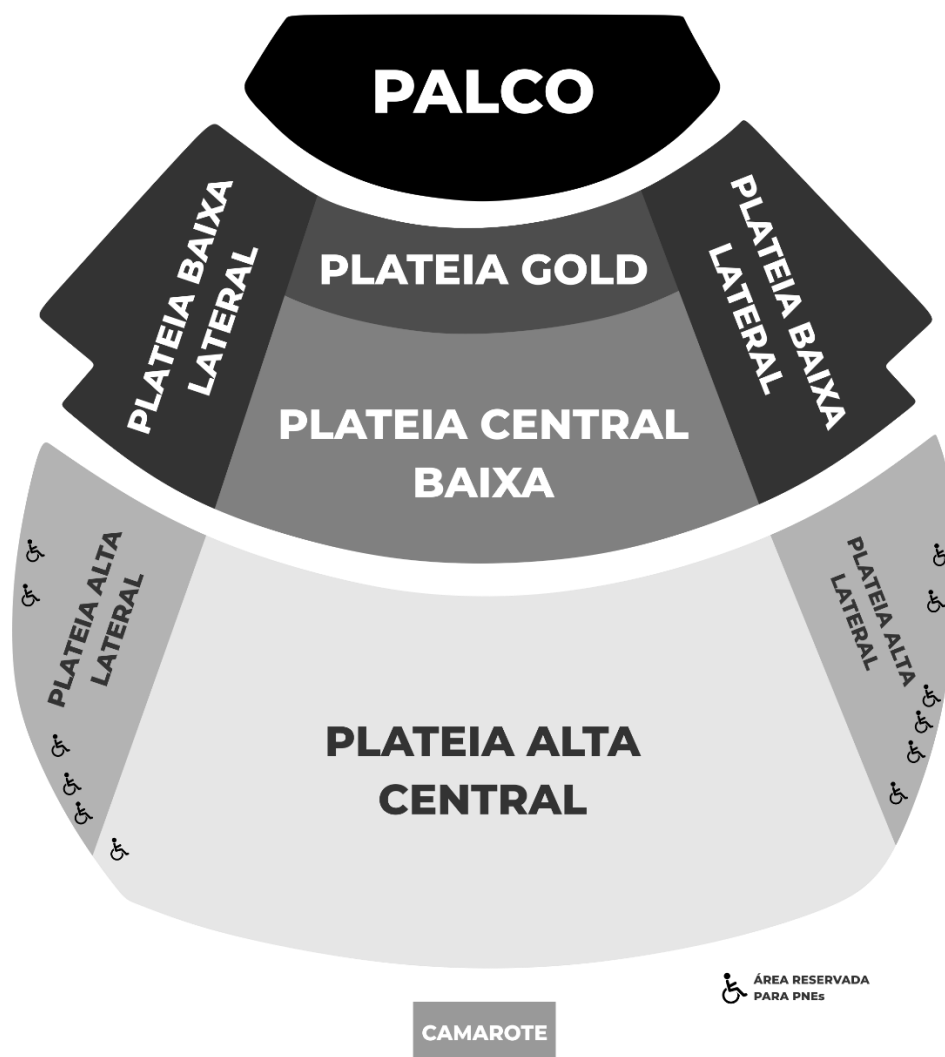 PALCO
PLATEIA BAIXA
LATERAL
PLATEIA GOLD
PLATEIA BAIXA
LATERAL
PLATEIA CENTRAL
BAIXA
PLATEIA ALTA
LATERAL
PLATEIA ALTA
CENTRAL
PLATEIA ALTA
LATERAL
ÁREA RESERVADA
PARA PNEs
CAMAROTE